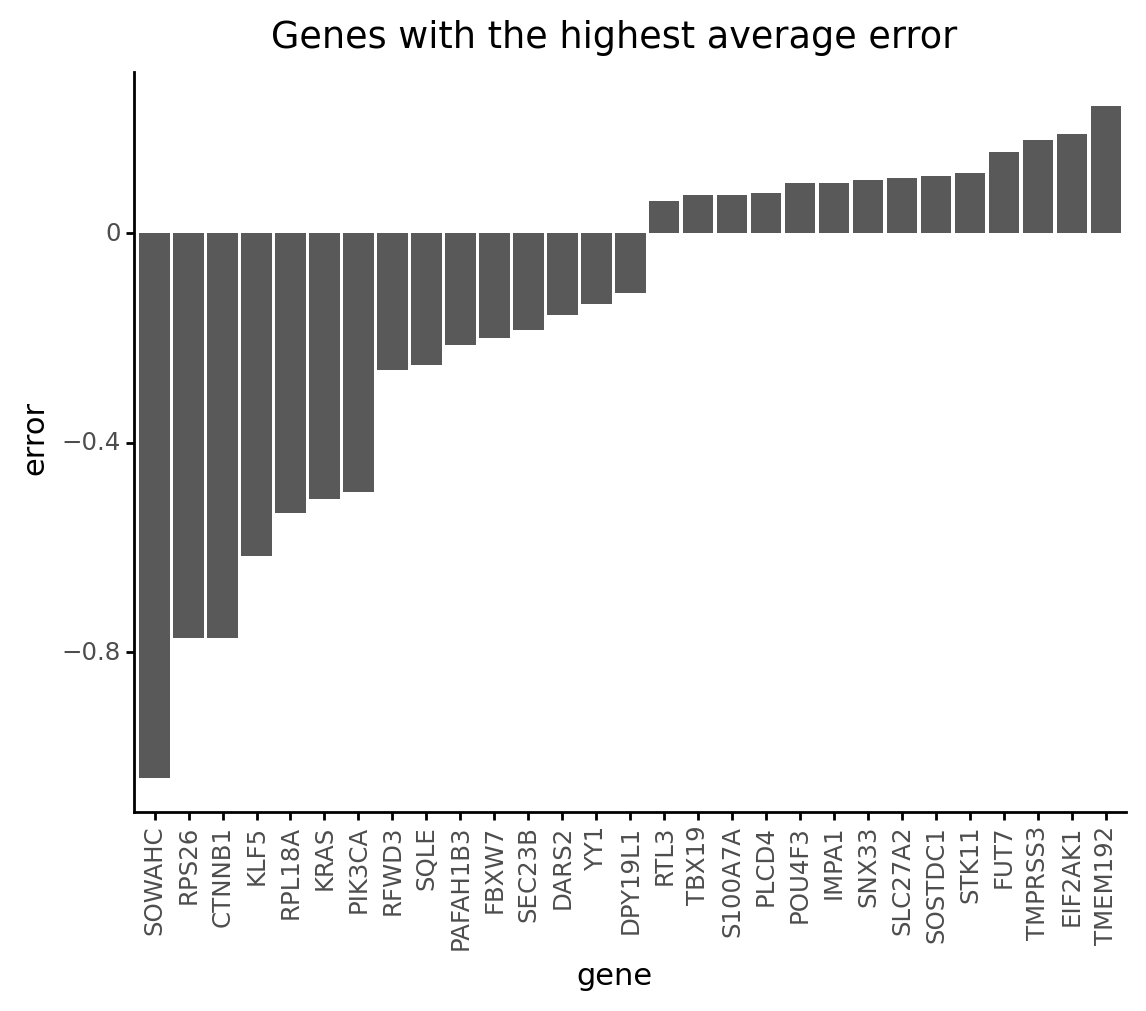 Genes with the highest average error
error
0
−0.4
−0.8
SOWAHC
RPS26
CTNNB1
KLF5
RPL18A
KRAS
PIK3CA
RFWD3
SQLE
PAFAH1B3
FBXW7
SEC23B
DARS2
YY1
DPY19L1
RTL3
TBX19
S100A7A
PLCD4
POU4F3
IMPA1
SNX33
SLC27A2
SOSTDC1
STK11
FUT7
TMPRSS3
EIF2AK1
TMEM192
gene